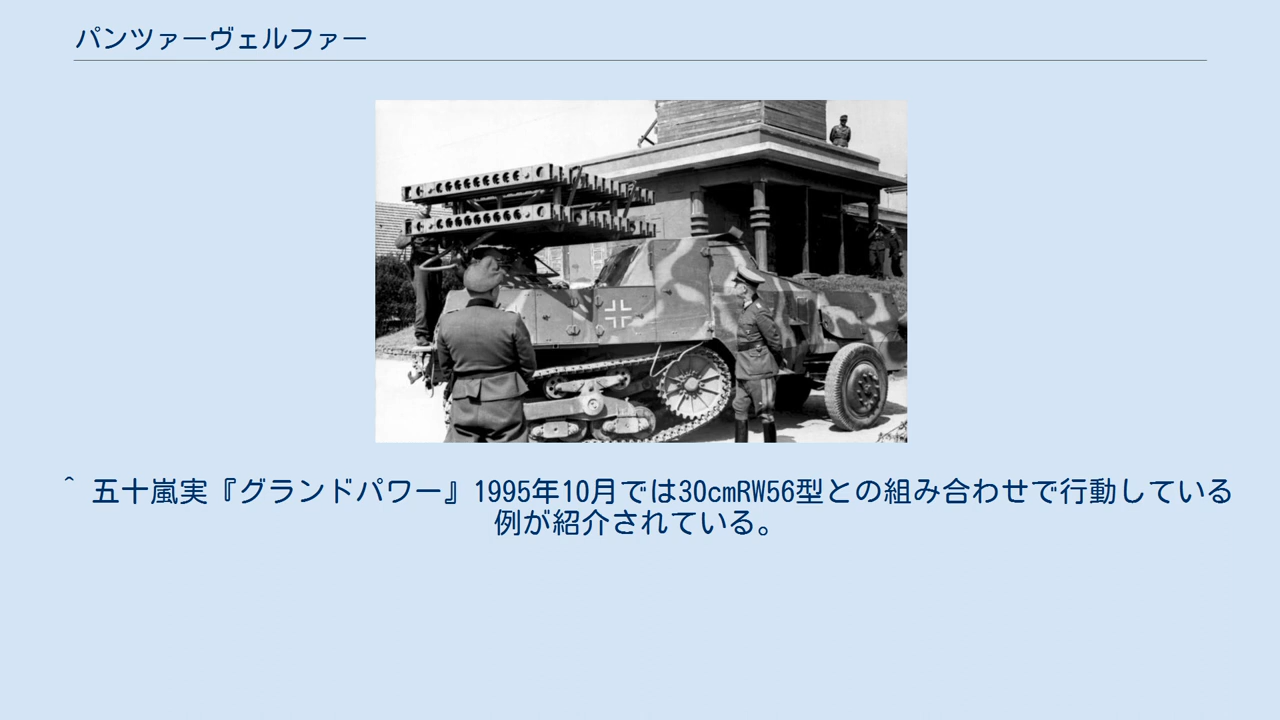 パンツァーヴェルファー
^ 五十嵐実『グランドパワー』1995年10月では30cmRW56型との組み合わせで行動している
例が紹介されている。